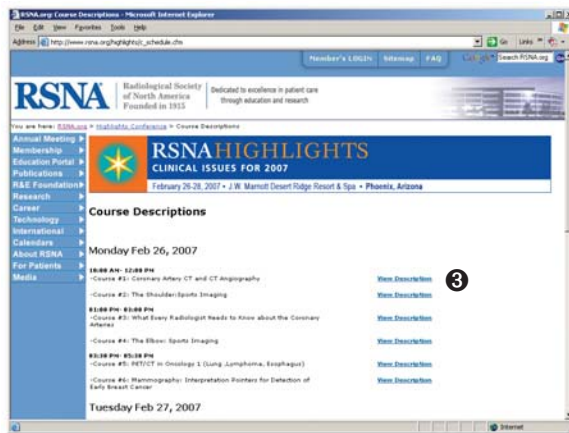 RSNA.org: Course Descriptions - Microsoft Internet Explorer
File Edit View Favorites Tools Help
Address http://www.rsna.org/highlights/c_schedule.cfm Go Links
Member's LOGIN Sitemap FAQ Search RSNA.org
RSNA Radiological Society of North America Founded in 1915 Dedicated to excellence in patient care through education and research
You are here: RSNA.org > Highlights Conference > Course Descriptions
Annual Meeting
Membership
Education Portal
Publications
R&E Foundation
Research
Career
Technology
International
Calendars
About RSNA
For Patients
Media
RSNA HIGHLIGHTS
CLINICAL ISSUES FOR 2007
February 26-28, 2007 • J.W. Marriott Desert Ridge Resort & Spa • Phoenix, Arizona
Course Descriptions
Monday Feb 26, 2007
10:00 AM- 12:00 PM
-Course #1: Coronary Artery CT and CT Angiography View Description
❸
-Course #2: The Shoulder:Sports Imaging View Description
01:00 PM- 03:00 PM
-Course #3: What Every Radiologist Needs to Know about the Coronary View Description
Arteries
-Course #4: The Elbow: Sports Imaging View Description
03:30 PM- 05:30 PM
-Course #5: PET/CT in Oncology 1 (Lung ,Lymphoma, Esophagus) View Description
-Course #6: Mammography: Interpretation Pointers for Detection of View Description
Early Breast Cancer
Tuesday Feb 27, 2007
Internet